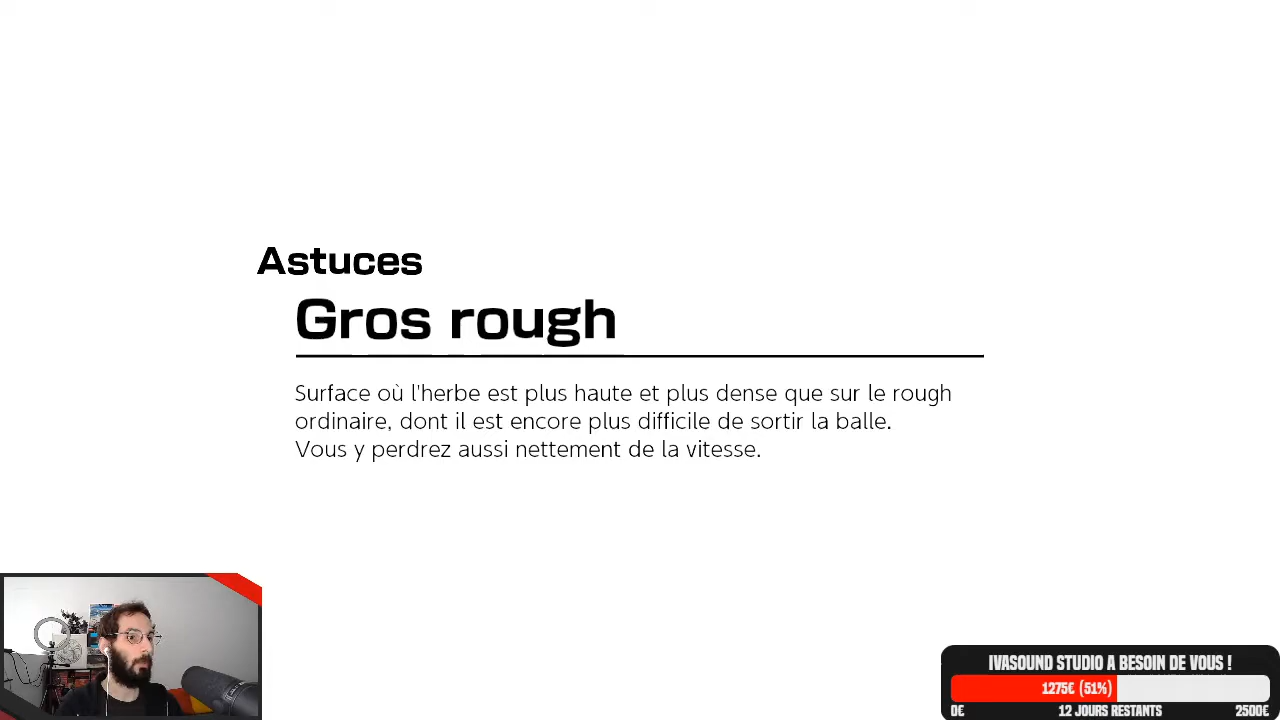 Astuces
Gros rough
Surface où l'herbe est plus haute et plus dense que sur le rough
ordinaire, dont il est encore plus difficile de sortir la balle.
Vous y perdrez aussi nettement de la vitesse.
IVASOUND STUDIO A BESOIN DE VOUS !
1275€ (51%)
0€ 12 JOURS RESTANTS 2500€